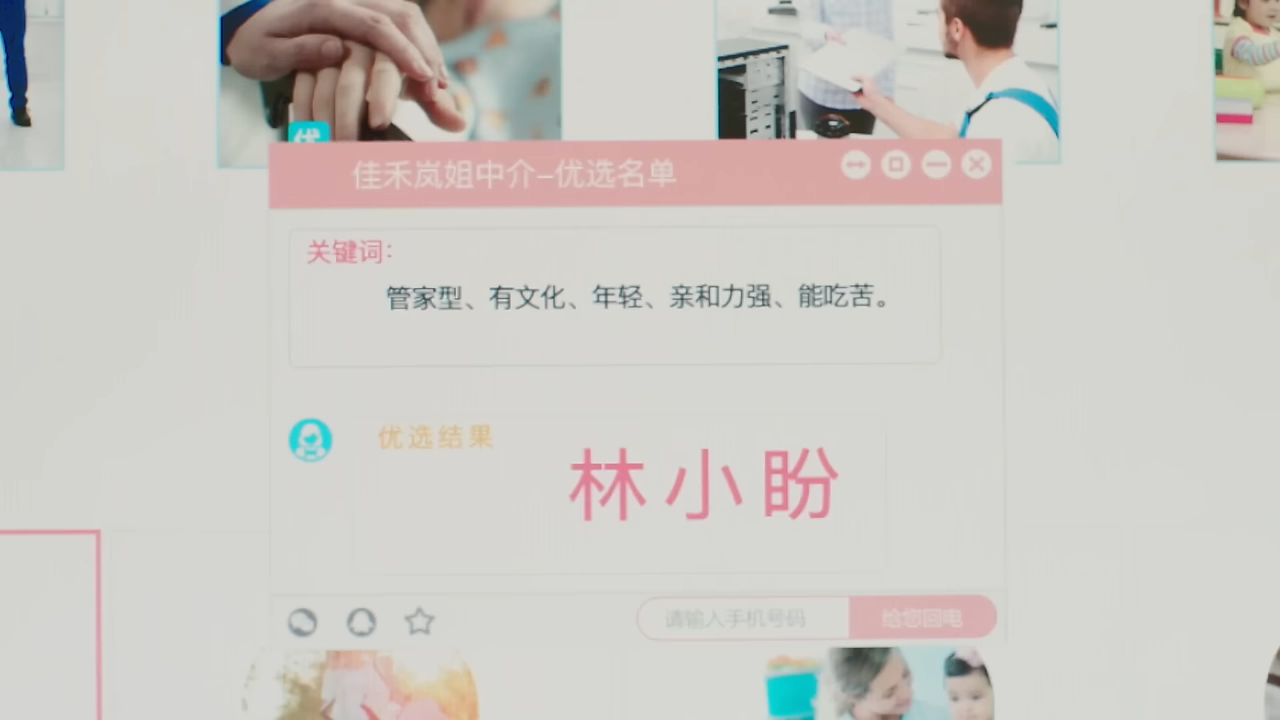 优
佳禾岚姐中介–优选名单
关键词：
管家型、有文化、年轻、亲和力强、能吃苦。
优选结果
林小盼
请输入手机号码
给您回电